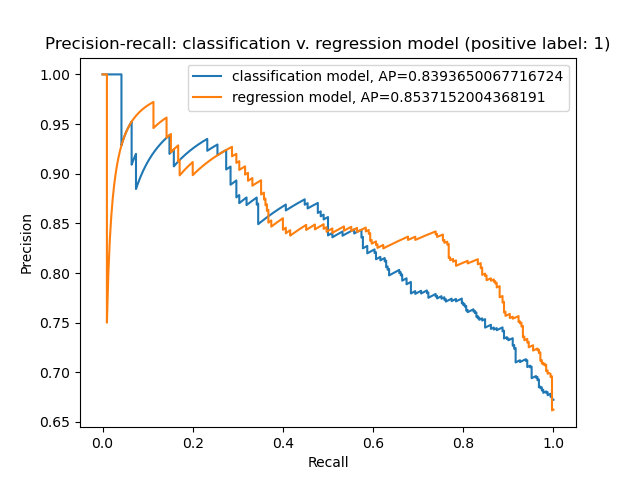 Precision-recall: classification v. regression model (positive label: 1)
classification model, AP=0.8393650067716724
regression model, AP=0.8537152004368191
1.00
0.95
0.90
0.85
0.80
0.75
0.70
0.65
Precision
0.0 0.2 0.4 0.6 0.8 1.0
Recall